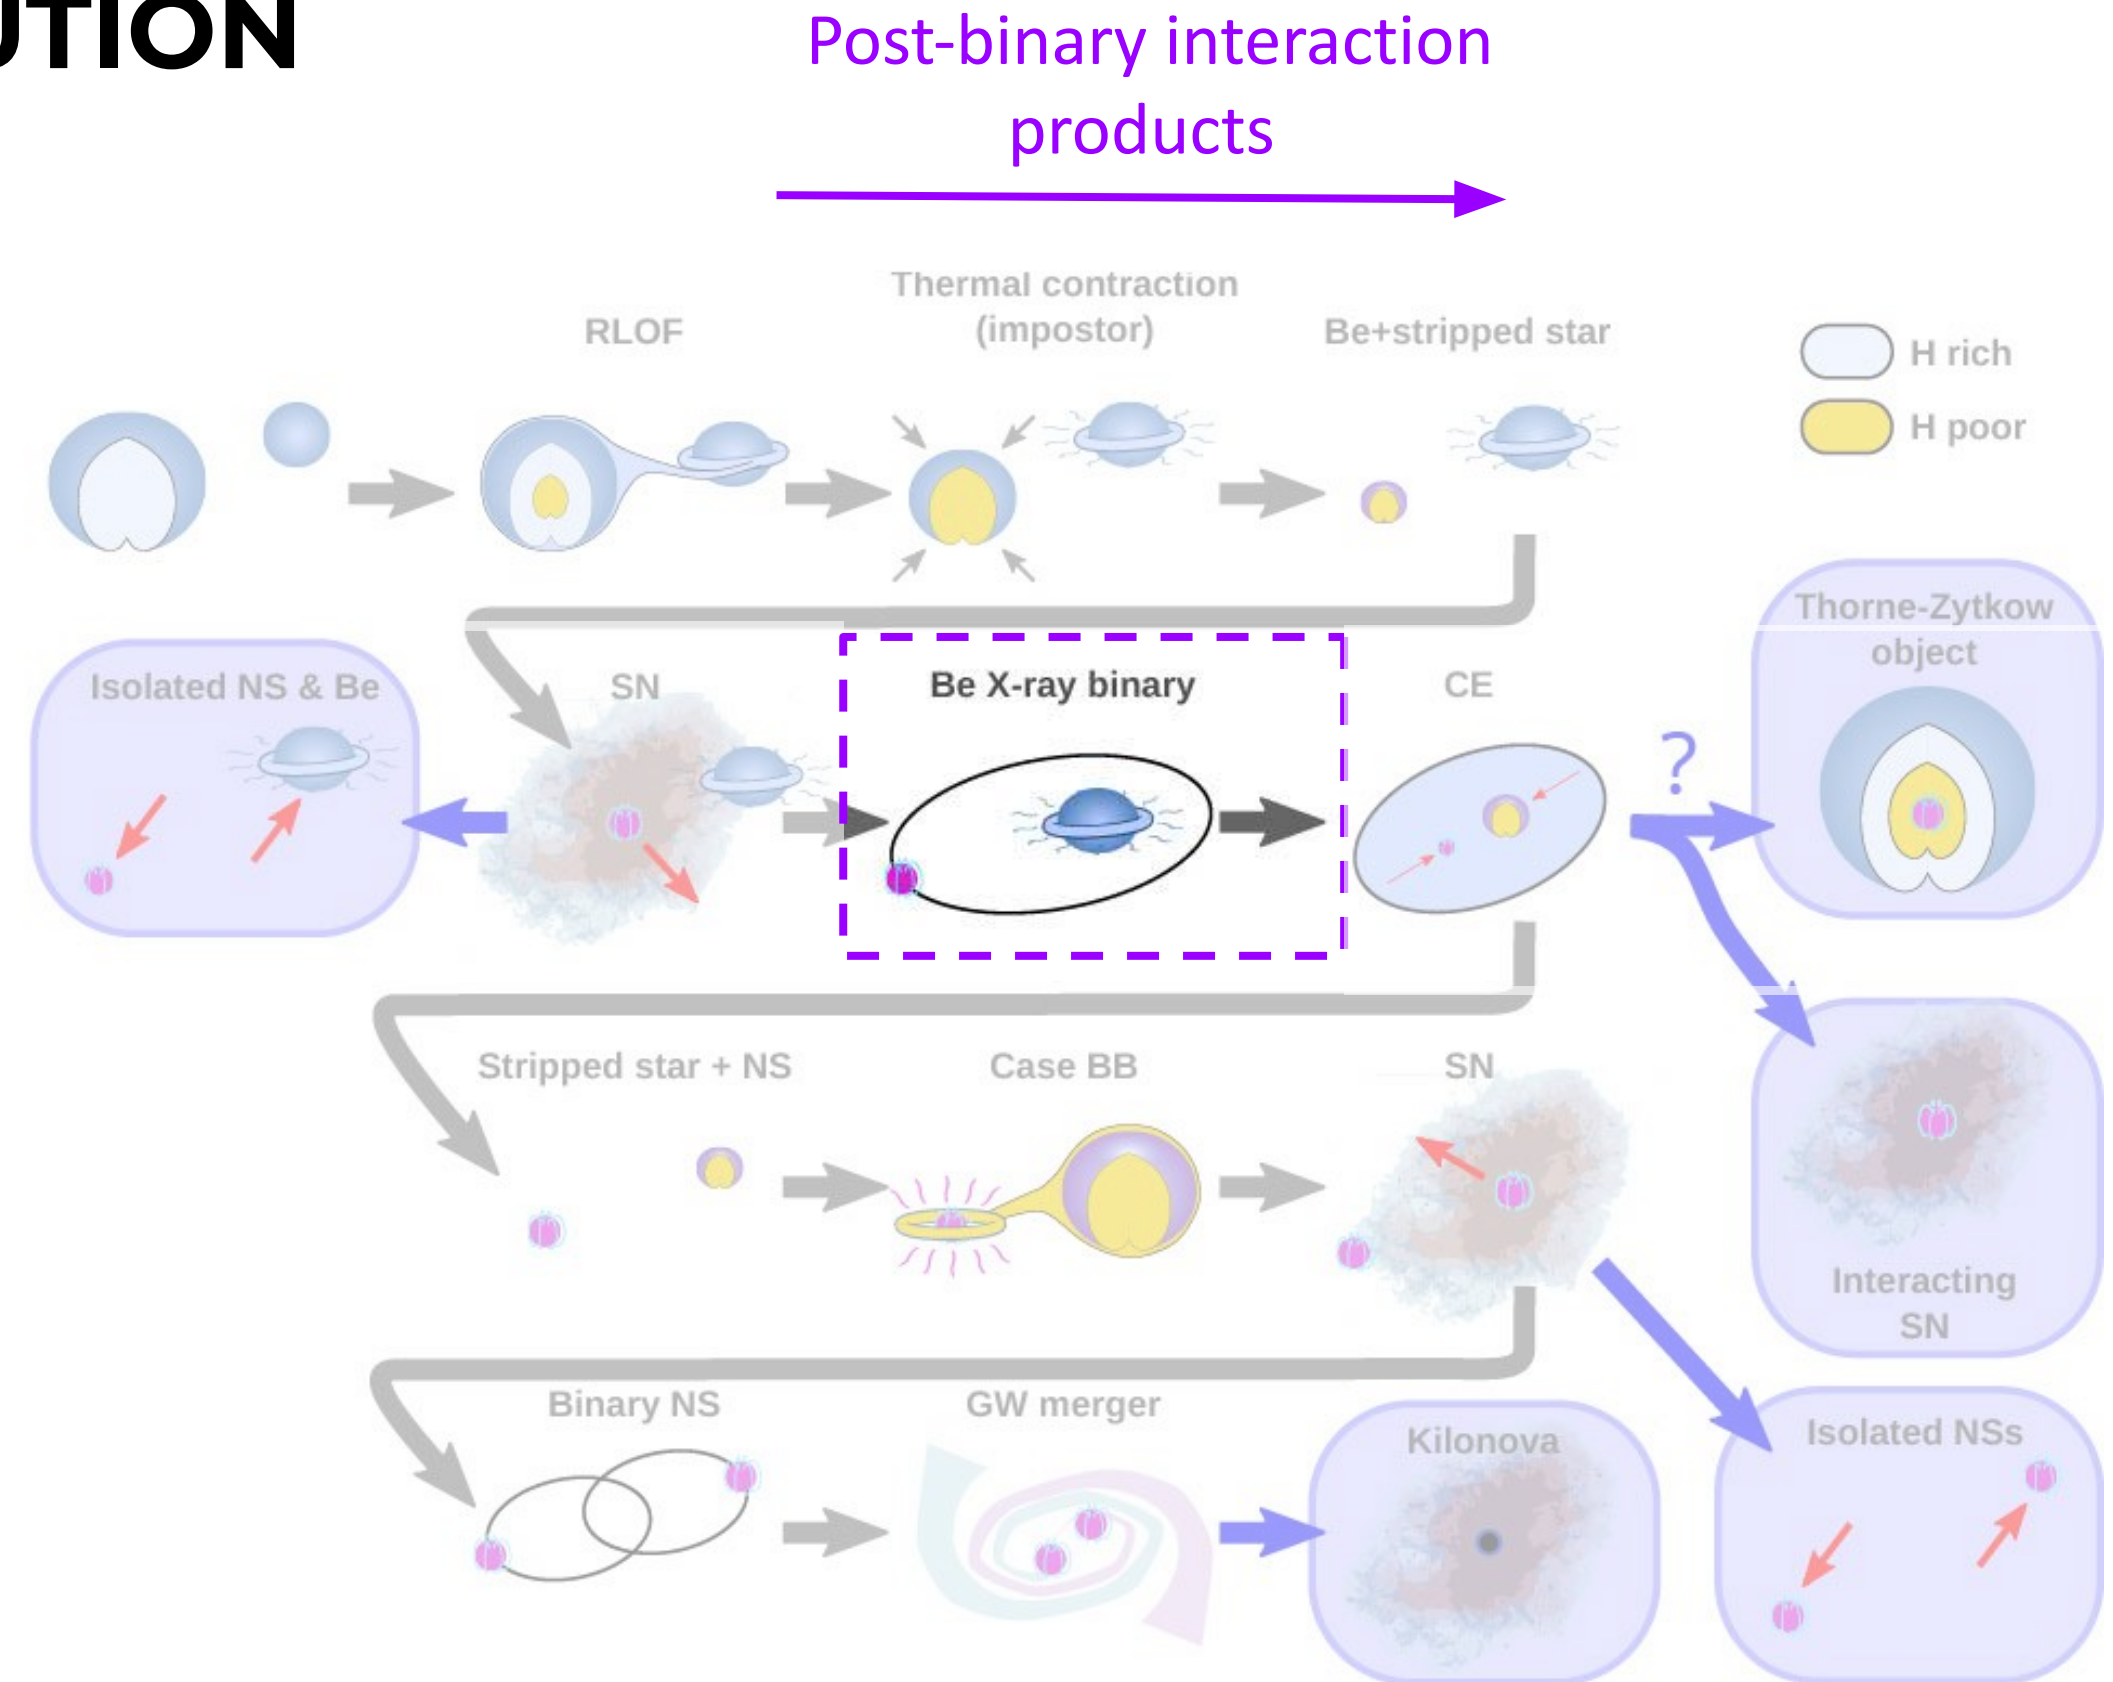 UTION
Post-binary interaction
products
Thermal contraction
(impostor)
RLOF
Be+stripped star
H rich
H poor
Thorne-Zytkow
object
Isolated NS & Be
SN
Be X-ray binary
CE
?
Stripped star + NS
Case BB
SN
Interacting
SN
Binary NS
GW merger
Kilonova
Isolated NSs